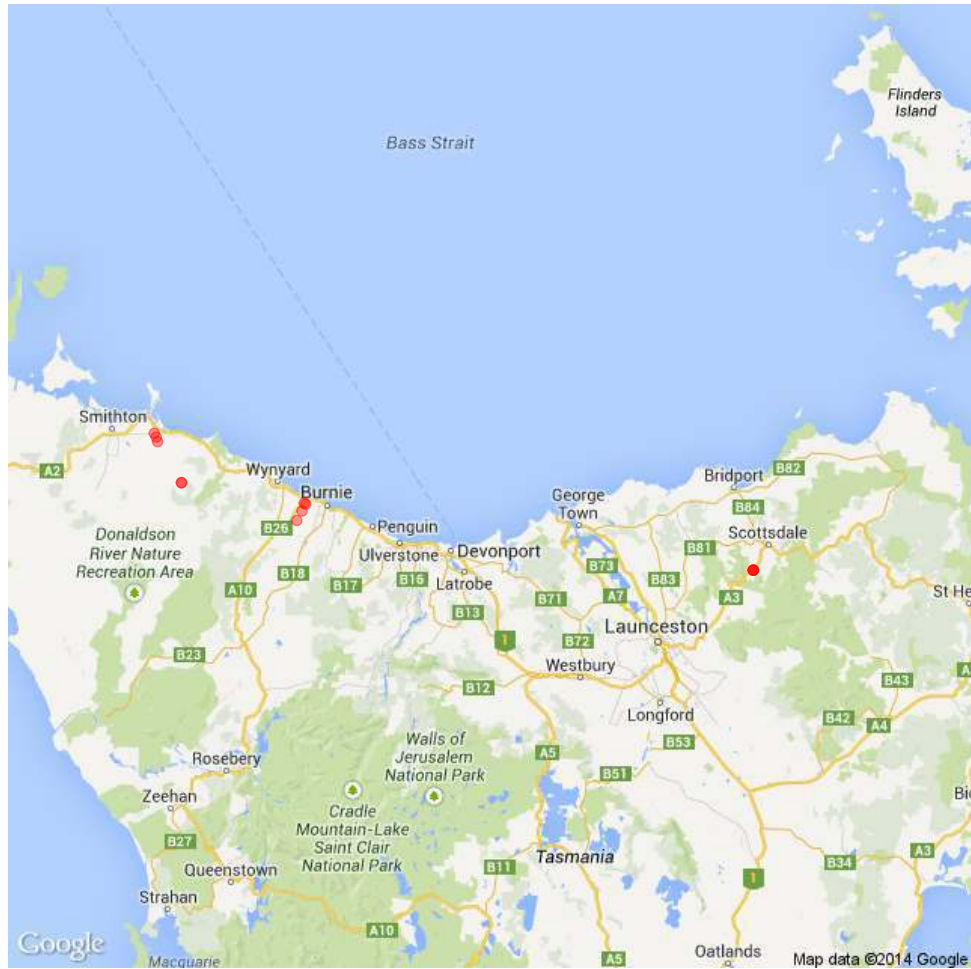 Flinders
Island
Bass Strait
Smithton
A2
Wynyard
Burnie
B26
Penguin
Ulverstone
Devonport
Latrobe
George
Town
Bridport
B82
B84
B81
Scottsdale
Donaldson
River Nature
Recreation Area
A10
B18
B17
B16
B13
B73
B83
A7
A3
B71
St He
Launceston
1
B72
B23
B12
Westbury
B43
A
Longford
B42
A4
Rosebery
Walls of
Jerusalem
National Park
A5
B53
B51
Zeehan
Cradle
Mountain-Lake
Saint Clair
National Park
Bic
B27
Queenstown
B11
Tasmania
B34
A3
1
Strahan
A10
Google
Macquarie
A5
Oatlands
Map data ©2014 Google